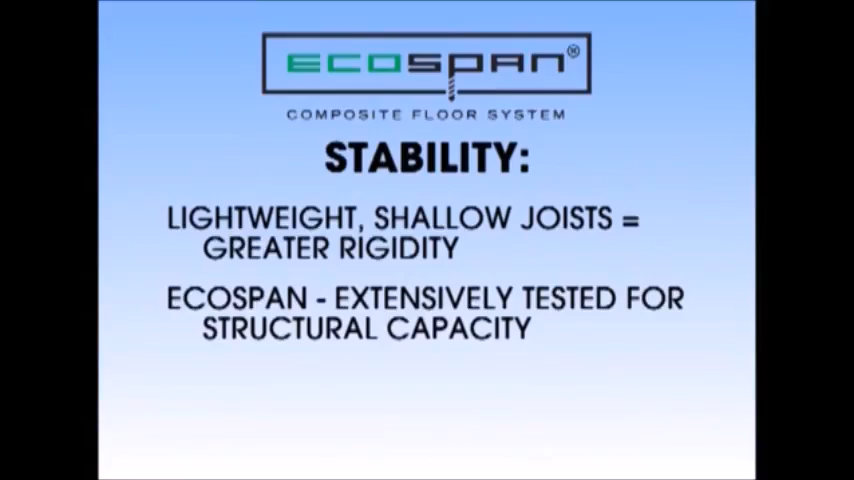 ECOSPAN®
COMPOSITE FLOOR SYSTEM
STABILITY:
LIGHTWEIGHT, SHALLOW JOISTS =
GREATER RIGIDITY
ECOSPAN - EXTENSIVELY TESTED FOR
STRUCTURAL CAPACITY